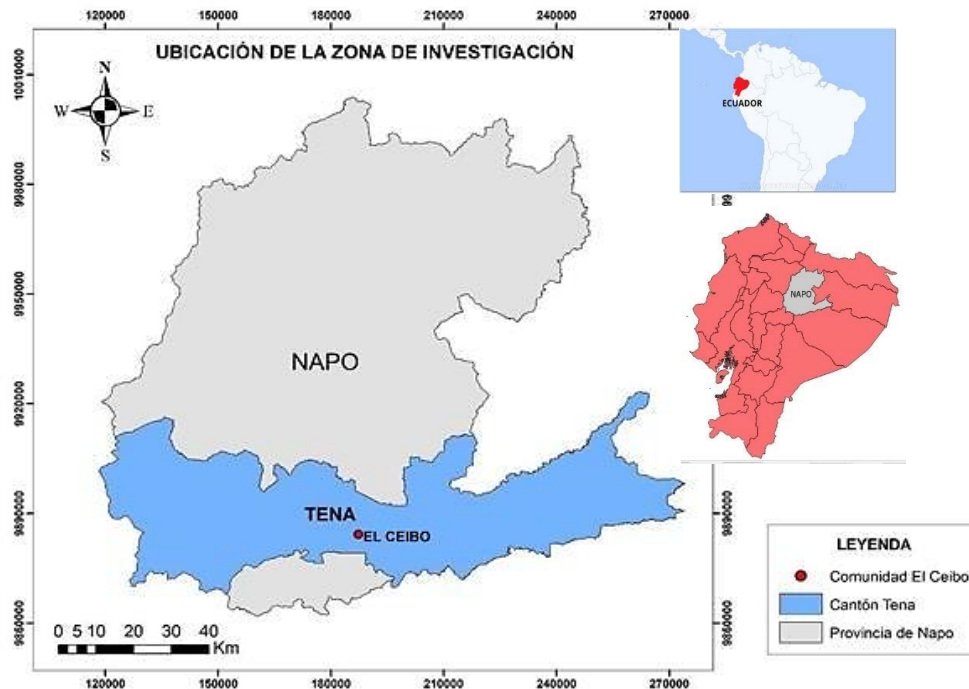 120000 150000 180000 210000 240000 270000
UBICACIÓN DE LA ZONA DE INVESTIGACIÓN
N
W E
S
ECUADOR
NAPO
NAPO
TENA
EL CEIBO
10010000
9980000
9950000
9920000
9890000
9860000
99
9890000
9860000
0 5 10 20 30 40
Km
120000 150000 180000 210000 240000 270000
LEYENDA
Comunidad El Ceibo
Cantón Tena
Provincia de Napo